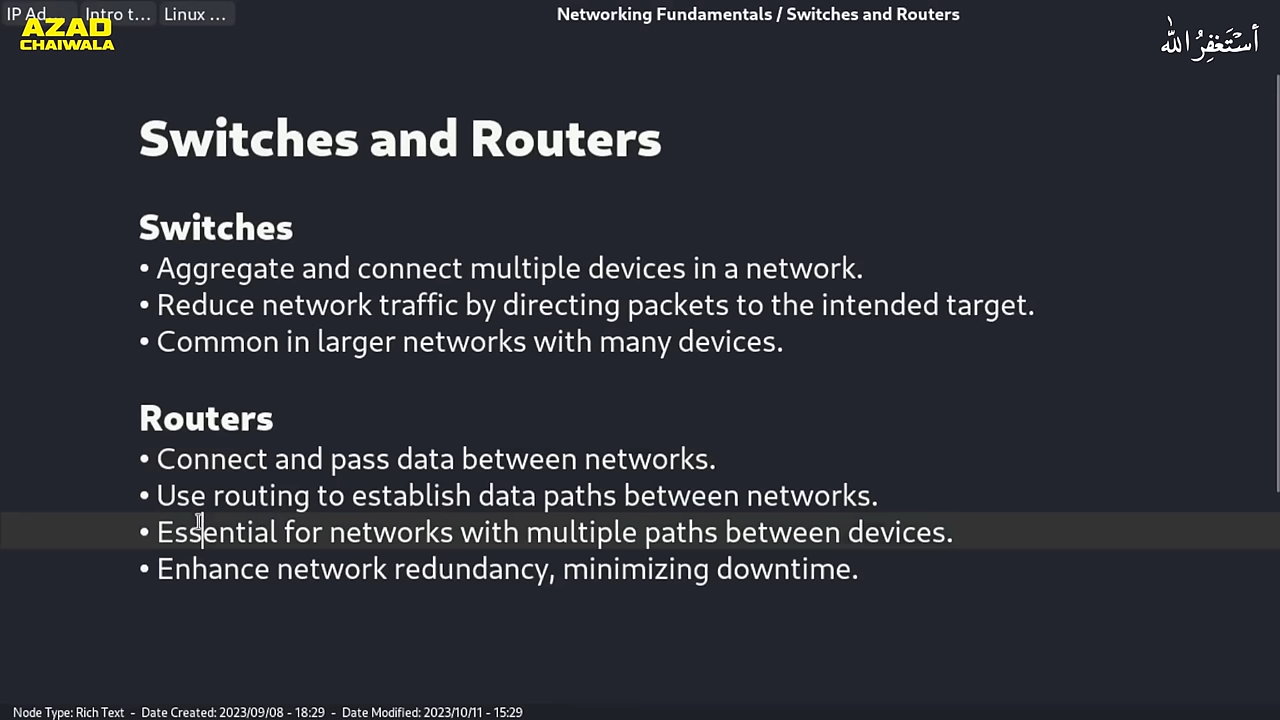 IP Ad... Intro t... Linux ...
Networking Fundamentals / Switches and Routers
AZAD
CHAIWALA
أستغفر الله
Switches and Routers
Switches
• Aggregate and connect multiple devices in a network.
• Reduce network traffic by directing packets to the intended target.
• Common in larger networks with many devices.
Routers
• Connect and pass data between networks.
• Use routing to establish data paths between networks.
• Essential for networks with multiple paths between devices.
• Enhance network redundancy, minimizing downtime.
Node Type: Rich Text - Date Created: 2023/09/08 - 18:29 - Date Modified: 2023/10/11 - 15:29